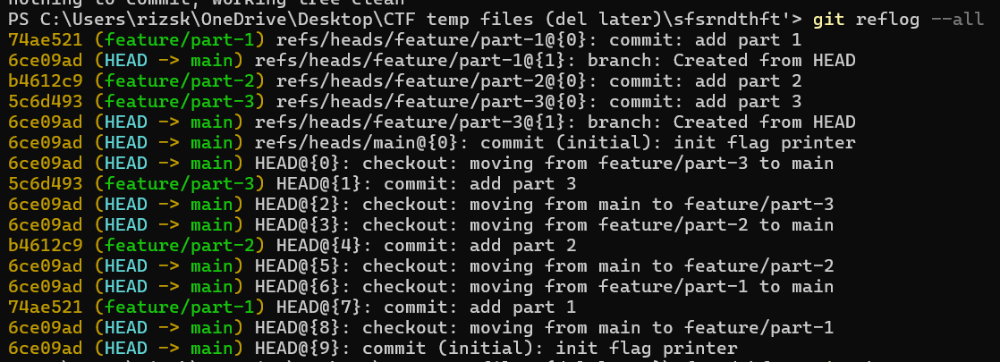 nothing to commit, working tree clean
PS C:\Users\rizsk\OneDrive\Desktop\CTF temp files (del later)\sfsrndthft'> git reflog --all
74ae521 (feature/part-1) refs/heads/feature/part-1@{0}: commit: add part 1
6ce09ad (HEAD -> main) refs/heads/feature/part-1@{1}: branch: Created from HEAD
b4612c9 (feature/part-2) refs/heads/feature/part-2@{0}: commit: add part 2
5c6d493 (feature/part-3) refs/heads/feature/part-3@{0}: commit: add part 3
6ce09ad (HEAD -> main) refs/heads/feature/part-3@{1}: branch: Created from HEAD
6ce09ad (HEAD -> main) refs/heads/main@{0}: commit (initial): init flag printer
6ce09ad (HEAD -> main) HEAD@{0}: checkout: moving from feature/part-3 to main
5c6d493 (feature/part-3) HEAD@{1}: commit: add part 3
6ce09ad (HEAD -> main) HEAD@{2}: checkout: moving from main to feature/part-3
6ce09ad (HEAD -> main) HEAD@{3}: checkout: moving from feature/part-2 to main
b4612c9 (feature/part-2) HEAD@{4}: commit: add part 2
6ce09ad (HEAD -> main) HEAD@{5}: checkout: moving from main to feature/part-2
6ce09ad (HEAD -> main) HEAD@{6}: checkout: moving from feature/part-1 to main
74ae521 (feature/part-1) HEAD@{7}: commit: add part 1
6ce09ad (HEAD -> main) HEAD@{8}: checkout: moving from main to feature/part-1
6ce09ad (HEAD -> main) HEAD@{9}: commit (initial): init flag printer